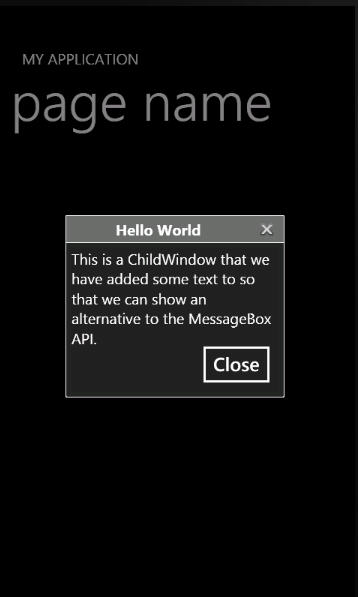 MY APPLICATION
page name
Hello World
This is a ChildWindow that we
have added some text to so
that we can show an
alternative to the MessageBox
API.
Close